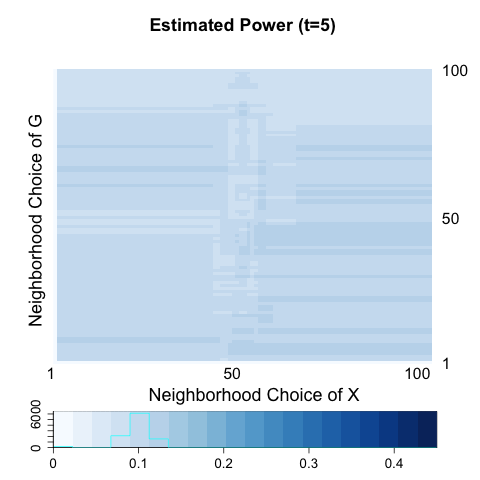 Estimated Power (t=5)
Neighborhood Choice of G
100
50
1
1 50 100
Neighborhood Choice of X
0 6000
0 0.1 0.2 0.3 0.4